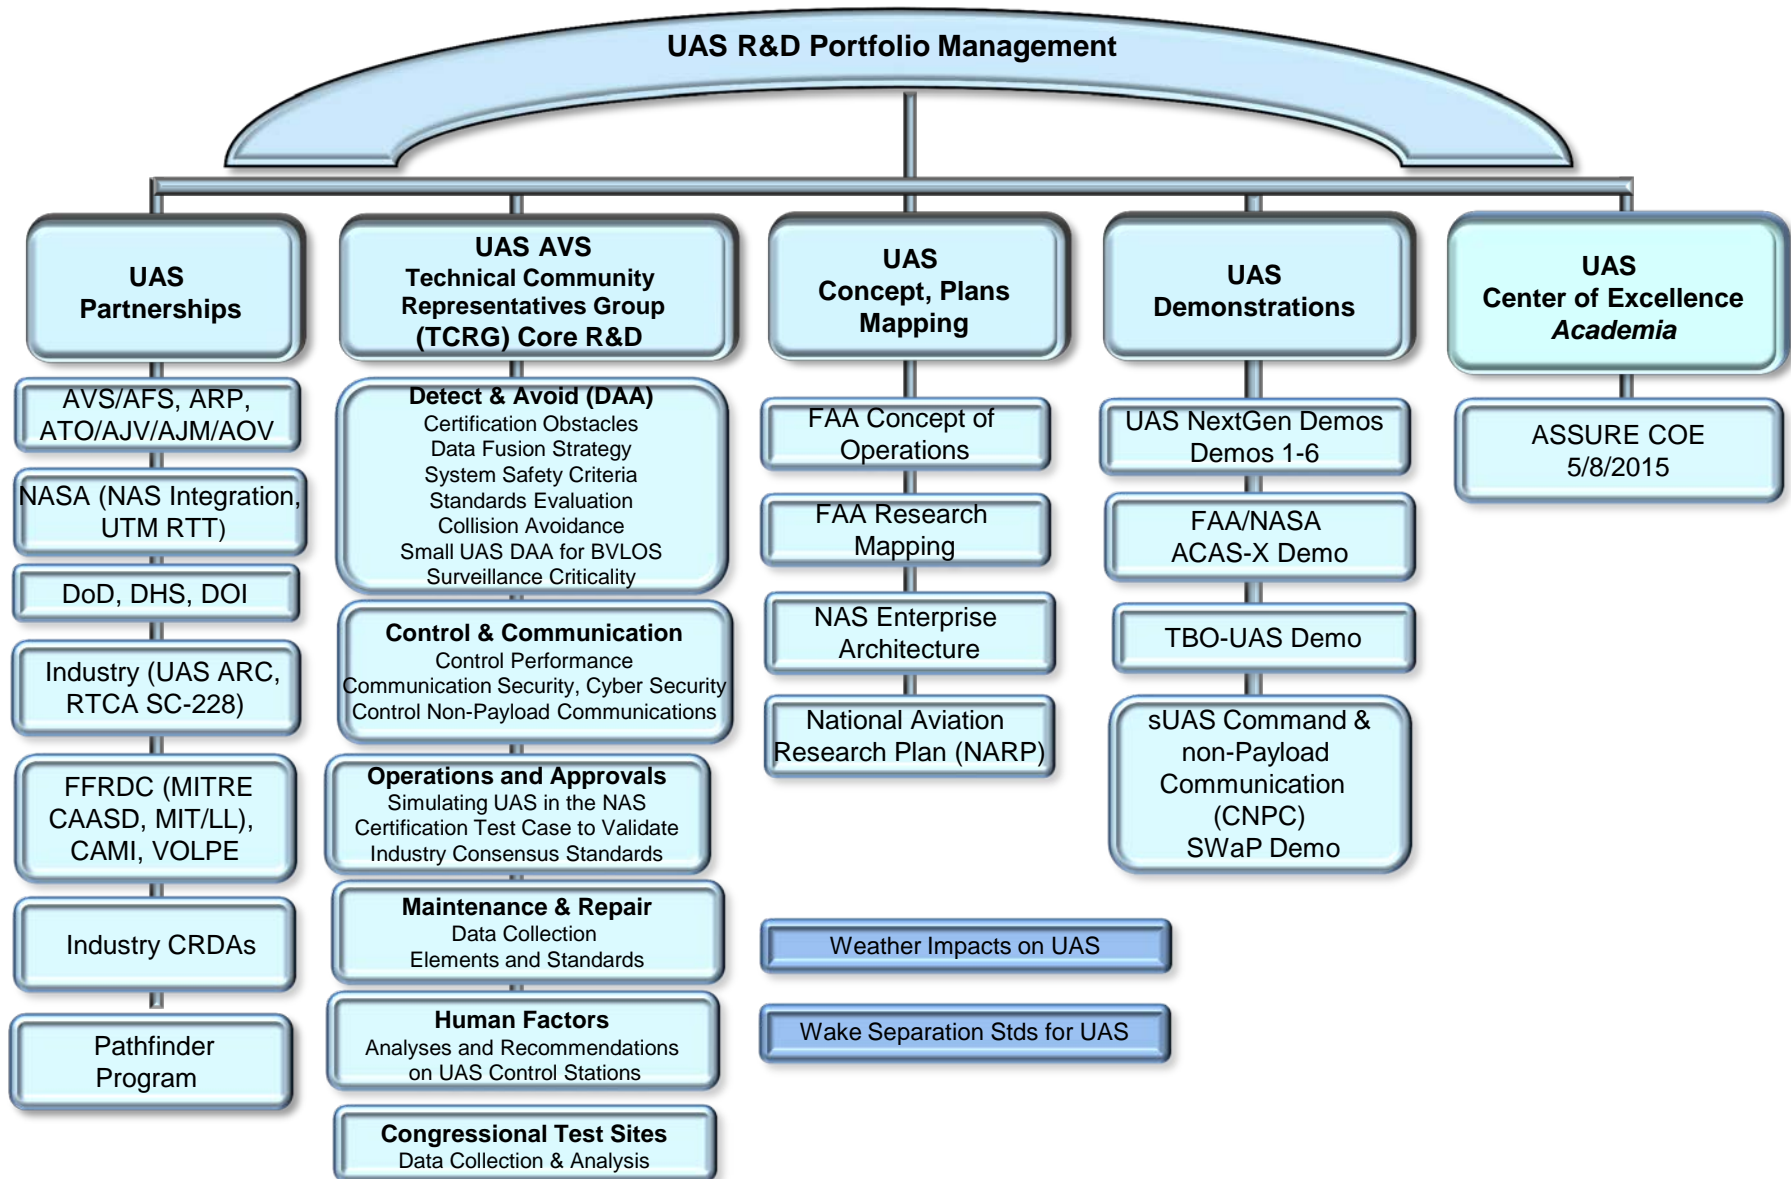 UAS R&D Portfolio Management
UAS
Partnerships
AVS/AFS, ARP,
ATO/AJV/AJM/AOV
NASA (NAS Integration,
UTM RTT)
DoD, DHS, DOI
Industry (UAS ARC,
RTCA SC-228)
FFRDC (MITRE
CAASD, MIT/LL),
CAMI, VOLPE
Industry CRDAs
Pathfinder
Program
UAS AVS
Technical Community
Representatives Group
(TCRG) Core R&D
Detect & Avoid (DAA)
Certification Obstacles
Data Fusion Strategy
System Safety Criteria
Standards Evaluation
Collision Avoidance
Small UAS DAA for BVLOS
Surveillance Criticality
Control & Communication
Control Performance
Communication Security, Cyber Security
Control Non-Payload Communications
Operations and Approvals
Simulating UAS in the NAS
Certification Test Case to Validate
Industry Consensus Standards
Maintenance & Repair
Data Collection
Elements and Standards
Human Factors
Analyses and Recommendations
on UAS Control Stations
Congressional Test Sites
Data Collection & Analysis
UAS
Concept, Plans
Mapping
FAA Concept of
Operations
FAA Research
Mapping
NAS Enterprise
Architecture
National Aviation
Research Plan (NARP)
UAS
Demonstrations
UAS NextGen Demos
Demos 1-6
FAA/NASA
ACAS-X Demo
TBO-UAS Demo
sUAS Command &
non-Payload
Communication
(CNPC)
SWaP Demo
UAS
Center of Excellence
Academia
ASSURE COE
5/8/2015
Weather Impacts on UAS
Wake Separation Stds for UAS